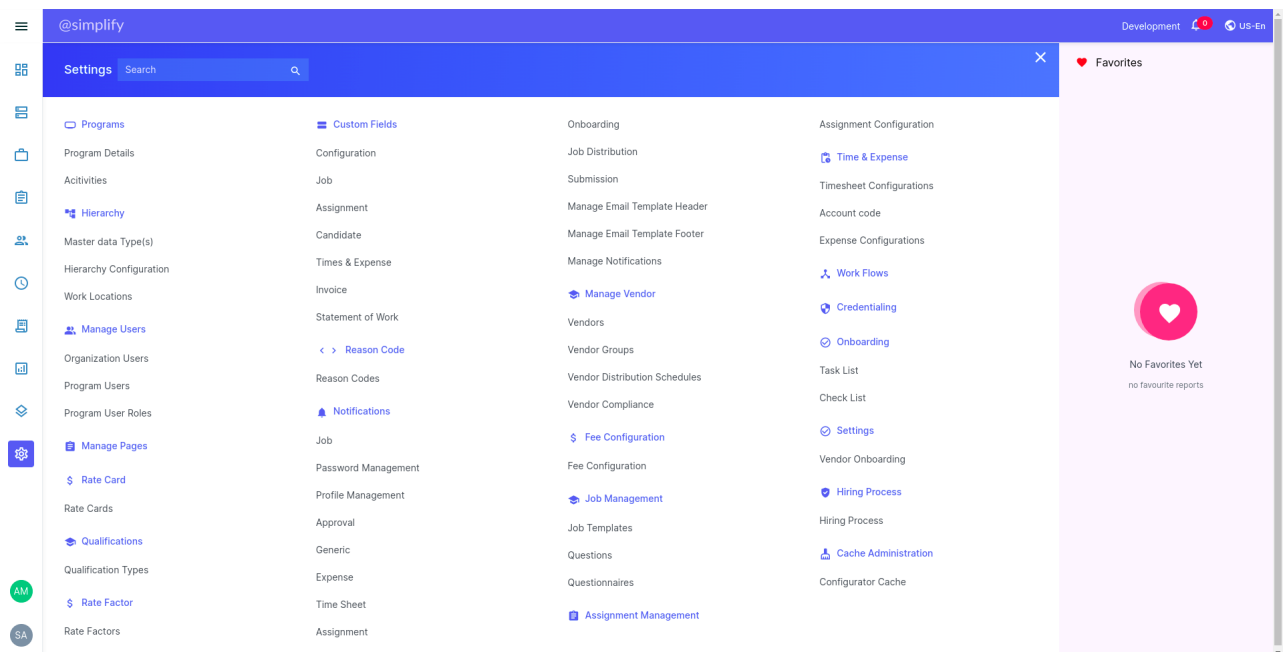 @simplify
Development
0
US-En
Settings
Search
Favorites
Programs
Program Details
Acitivities
Hierarchy
Master data Type(s)
Hierarchy Configuration
Work Locations
Manage Users
Organization Users
Program Users
Program User Roles
Manage Pages
Rate Card
Rate Cards
Qualifications
Qualification Types
Rate Factor
Rate Factors
Custom Fields
Configuration
Job
Assignment
Candidate
Times & Expense
Invoice
Statement of Work
Reason Code
Reason Codes
Notifications
Job
Password Management
Profile Management
Approval
Generic
Expense
Time Sheet
Assignment
Onboarding
Job Distribution
Submission
Manage Email Template Header
Manage Email Template Footer
Manage Notifications
Manage Vendor
Vendors
Vendor Groups
Vendor Distribution Schedules
Vendor Compliance
Fee Configuration
Fee Configuration
Job Management
Job Templates
Questions
Questionnaires
Assignment Management
Assignment Configuration
Time & Expense
Timesheet Configurations
Account code
Expense Configurations
Work Flows
Credentialing
Onboarding
Task List
Check List
Settings
Vendor Onboarding
Hiring Process
Hiring Process
Cache Administration
Configurator Cache
No Favorites Yet
no favourite reports
AM
SA